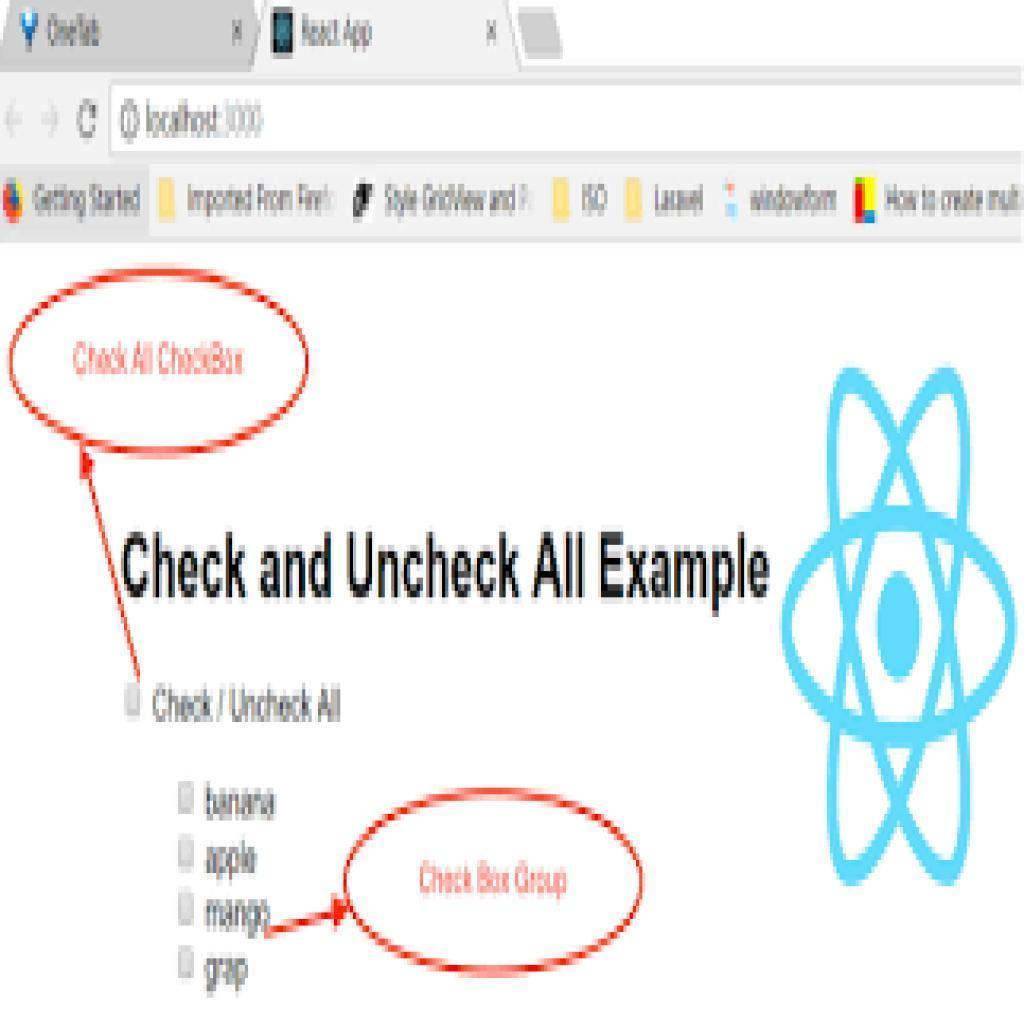 OneTab
React App
localhost:3000
Getting Started
Imported From Firef
Style GridView and P
ISO
Laravel
windowform
How to create mult
Check All CheckBox
Check and Uncheck All Example
Check / Uncheck All
banana
apple
mango
grap
Check Box Group